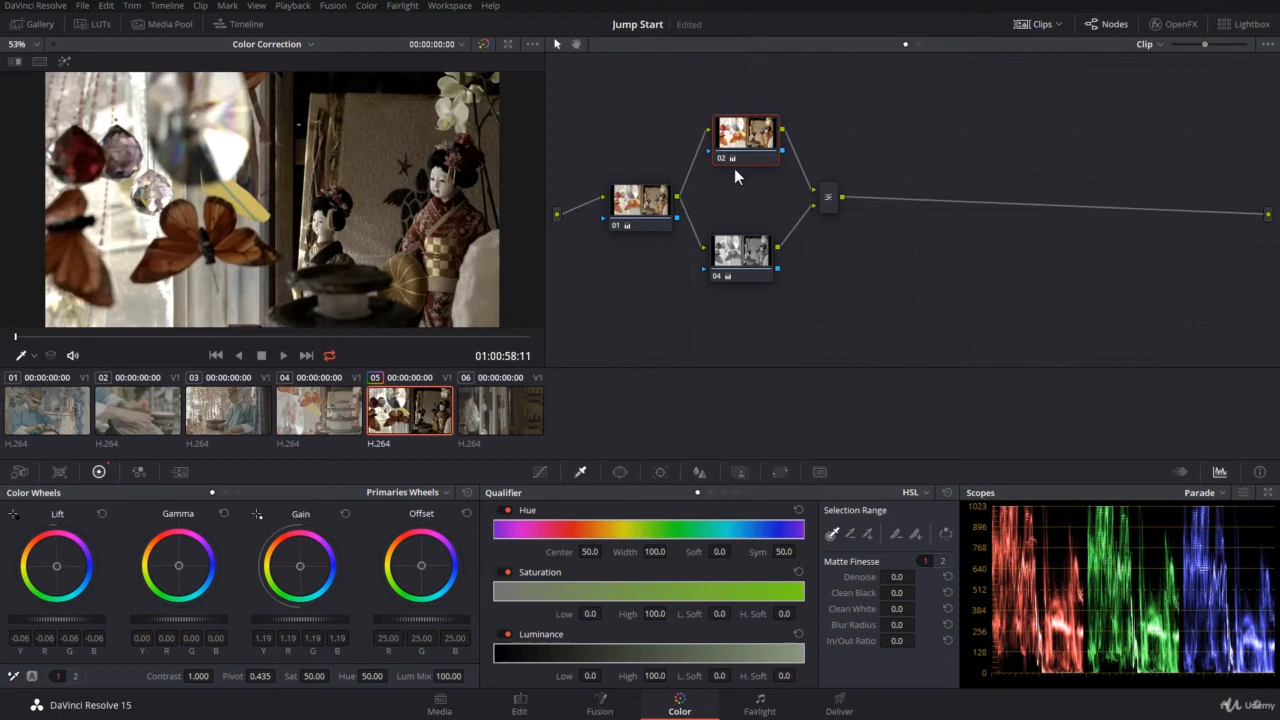 DaVinci Resolve File Edit Trim Timeline Clip Mark View Playback Fusion Color Fairlight Workspace Help
Gallery LUTs Media Pool Timeline Jump Start Edited Clips Nodes OpenFX Lightbox
53% Color Correction 00:00:00:00 Clip
02
01
04
01:00:58:11
01 00:00:00:00 V1 02 00:00:00:00 V1 03 00:00:00:00 V1 04 00:00:00:00 V1 05 00:00:00:00 V1 06 00:00:00:00 V1
H.264 H.264 H.264 H.264 H.264 H.264
Color Wheels Primaries Wheels Qualifier HSL Scopes Parade
Lift Gamma Gain Offset
-0.06 -0.06 -0.06 -0.06 0.00 0.00 0.00 0.00 1.19 1.19 1.19 1.19 25.00 25.00 25.00
Y R G B Y R G B Y R G B R G B
A 1 2 Contrast 1.000 Pivot 0.435 Sat 50.00 Hue 50.00 Lum Mix 100.00
Hue
Center 50.0 Width 100.0 Soft 0.0 Sym 50.0
Saturation
Low 0.0 High 100.0 L. Soft 0.0 H. Soft 0.0
Luminance
Low 0.0 High 100.0 L. Soft 0.0 H. Soft 0.0
Selection Range
Matte Finesse 1 2
Denoise 0.0
Clean Black 0.0
Clean White 0.0
Blur Radius 0.0
In/Out Ratio 0.0
1023
896
768
640
512
384
256
128
0
DaVinci Resolve 15 Media Edit Fusion Color Fairlight Deliver Udemy